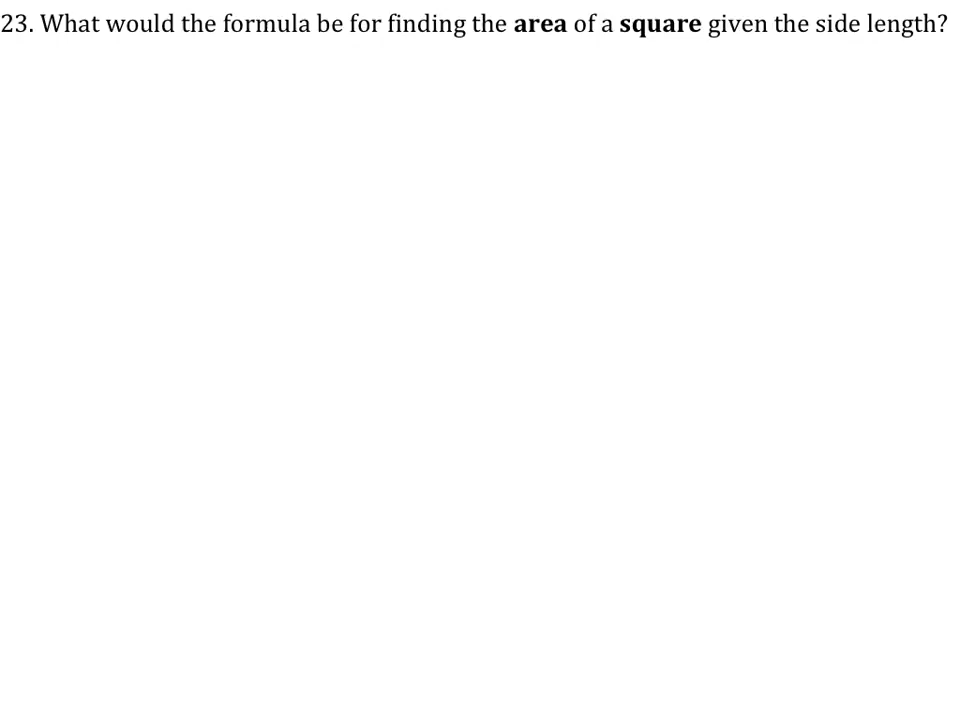 23. What would the formula be for finding the area of a square given the side length?